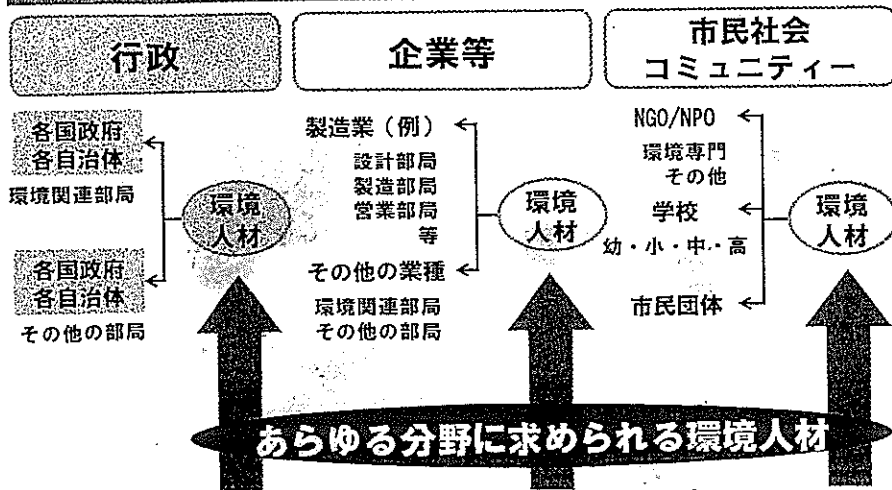 行政
各国政府
各自治体
環境関連部局
環境
人材
各国政府
各自治体
その他の部局
企業等
製造業（例）
設計部局
製造部局
営業部局
等
環境
人材
その他の業種
環境関連部局
その他の部局
市民社会
コミュニティー
NGO/NPO
環境専門
その他
学校
幼・小・中・高
環境
人材
市民団体
あらゆる分野に求められる環境人材